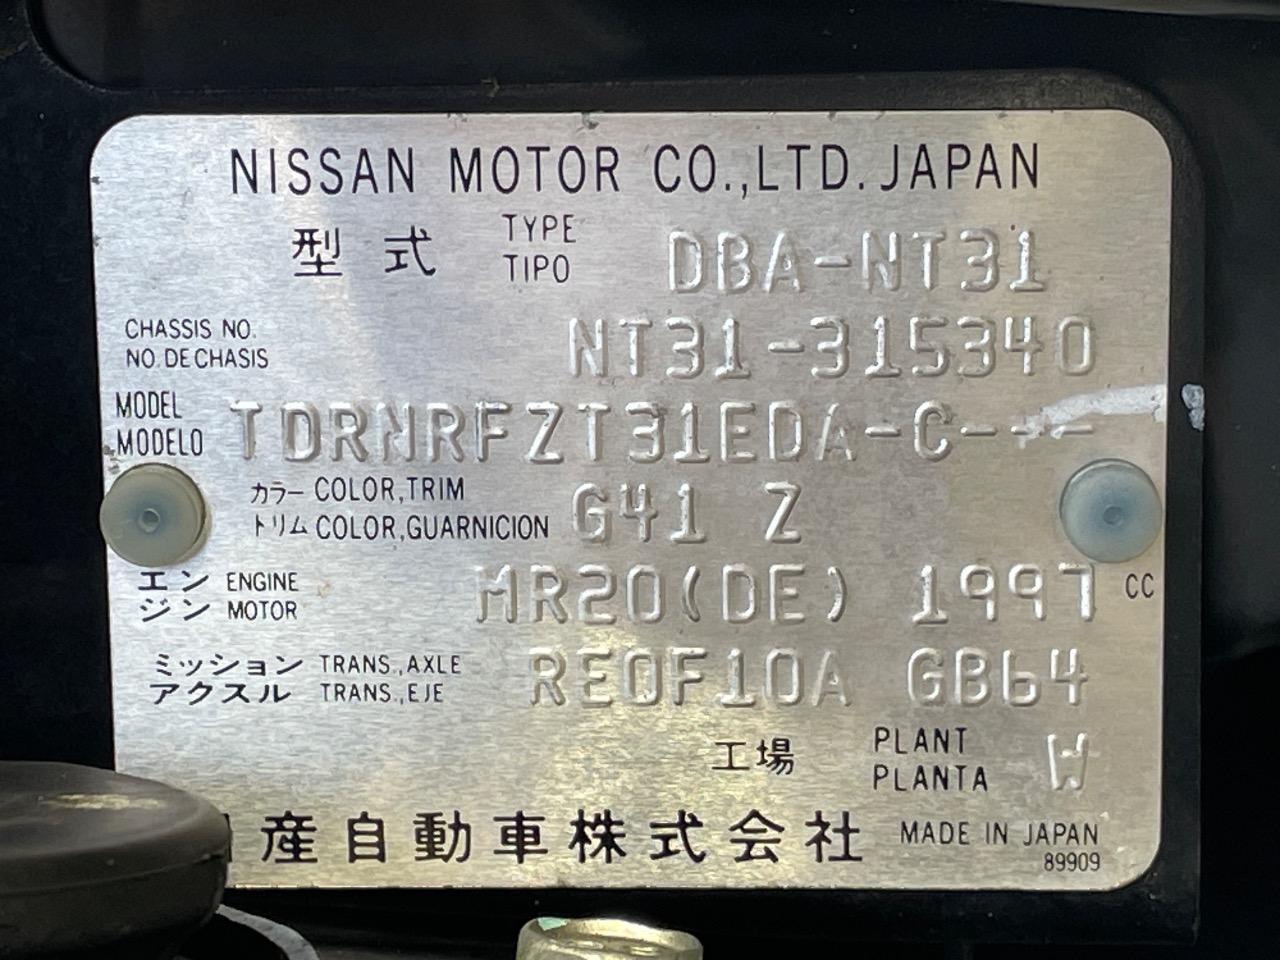 NISSAN MOTOR CO.,LTD. JAPAN
型式 TYPE DBA-NT31
TIPO
CHASSIS NO. NT31-315340
NO. DE CHASIS
MODEL TDRNRFZT31EDA-C---
MODELO
カラー COLOR,TRIM G41 Z
トリム COLOR,GUARNICION
エン ENGINE MR20(DE) 1997 CC
ジン MOTOR
ミッション TRANS.,AXLE RE0F10A GB64
アクスル TRANS.,EJE
工場 PLANT W
PLANTA
産自動車株式会社 MADE IN JAPAN
89909